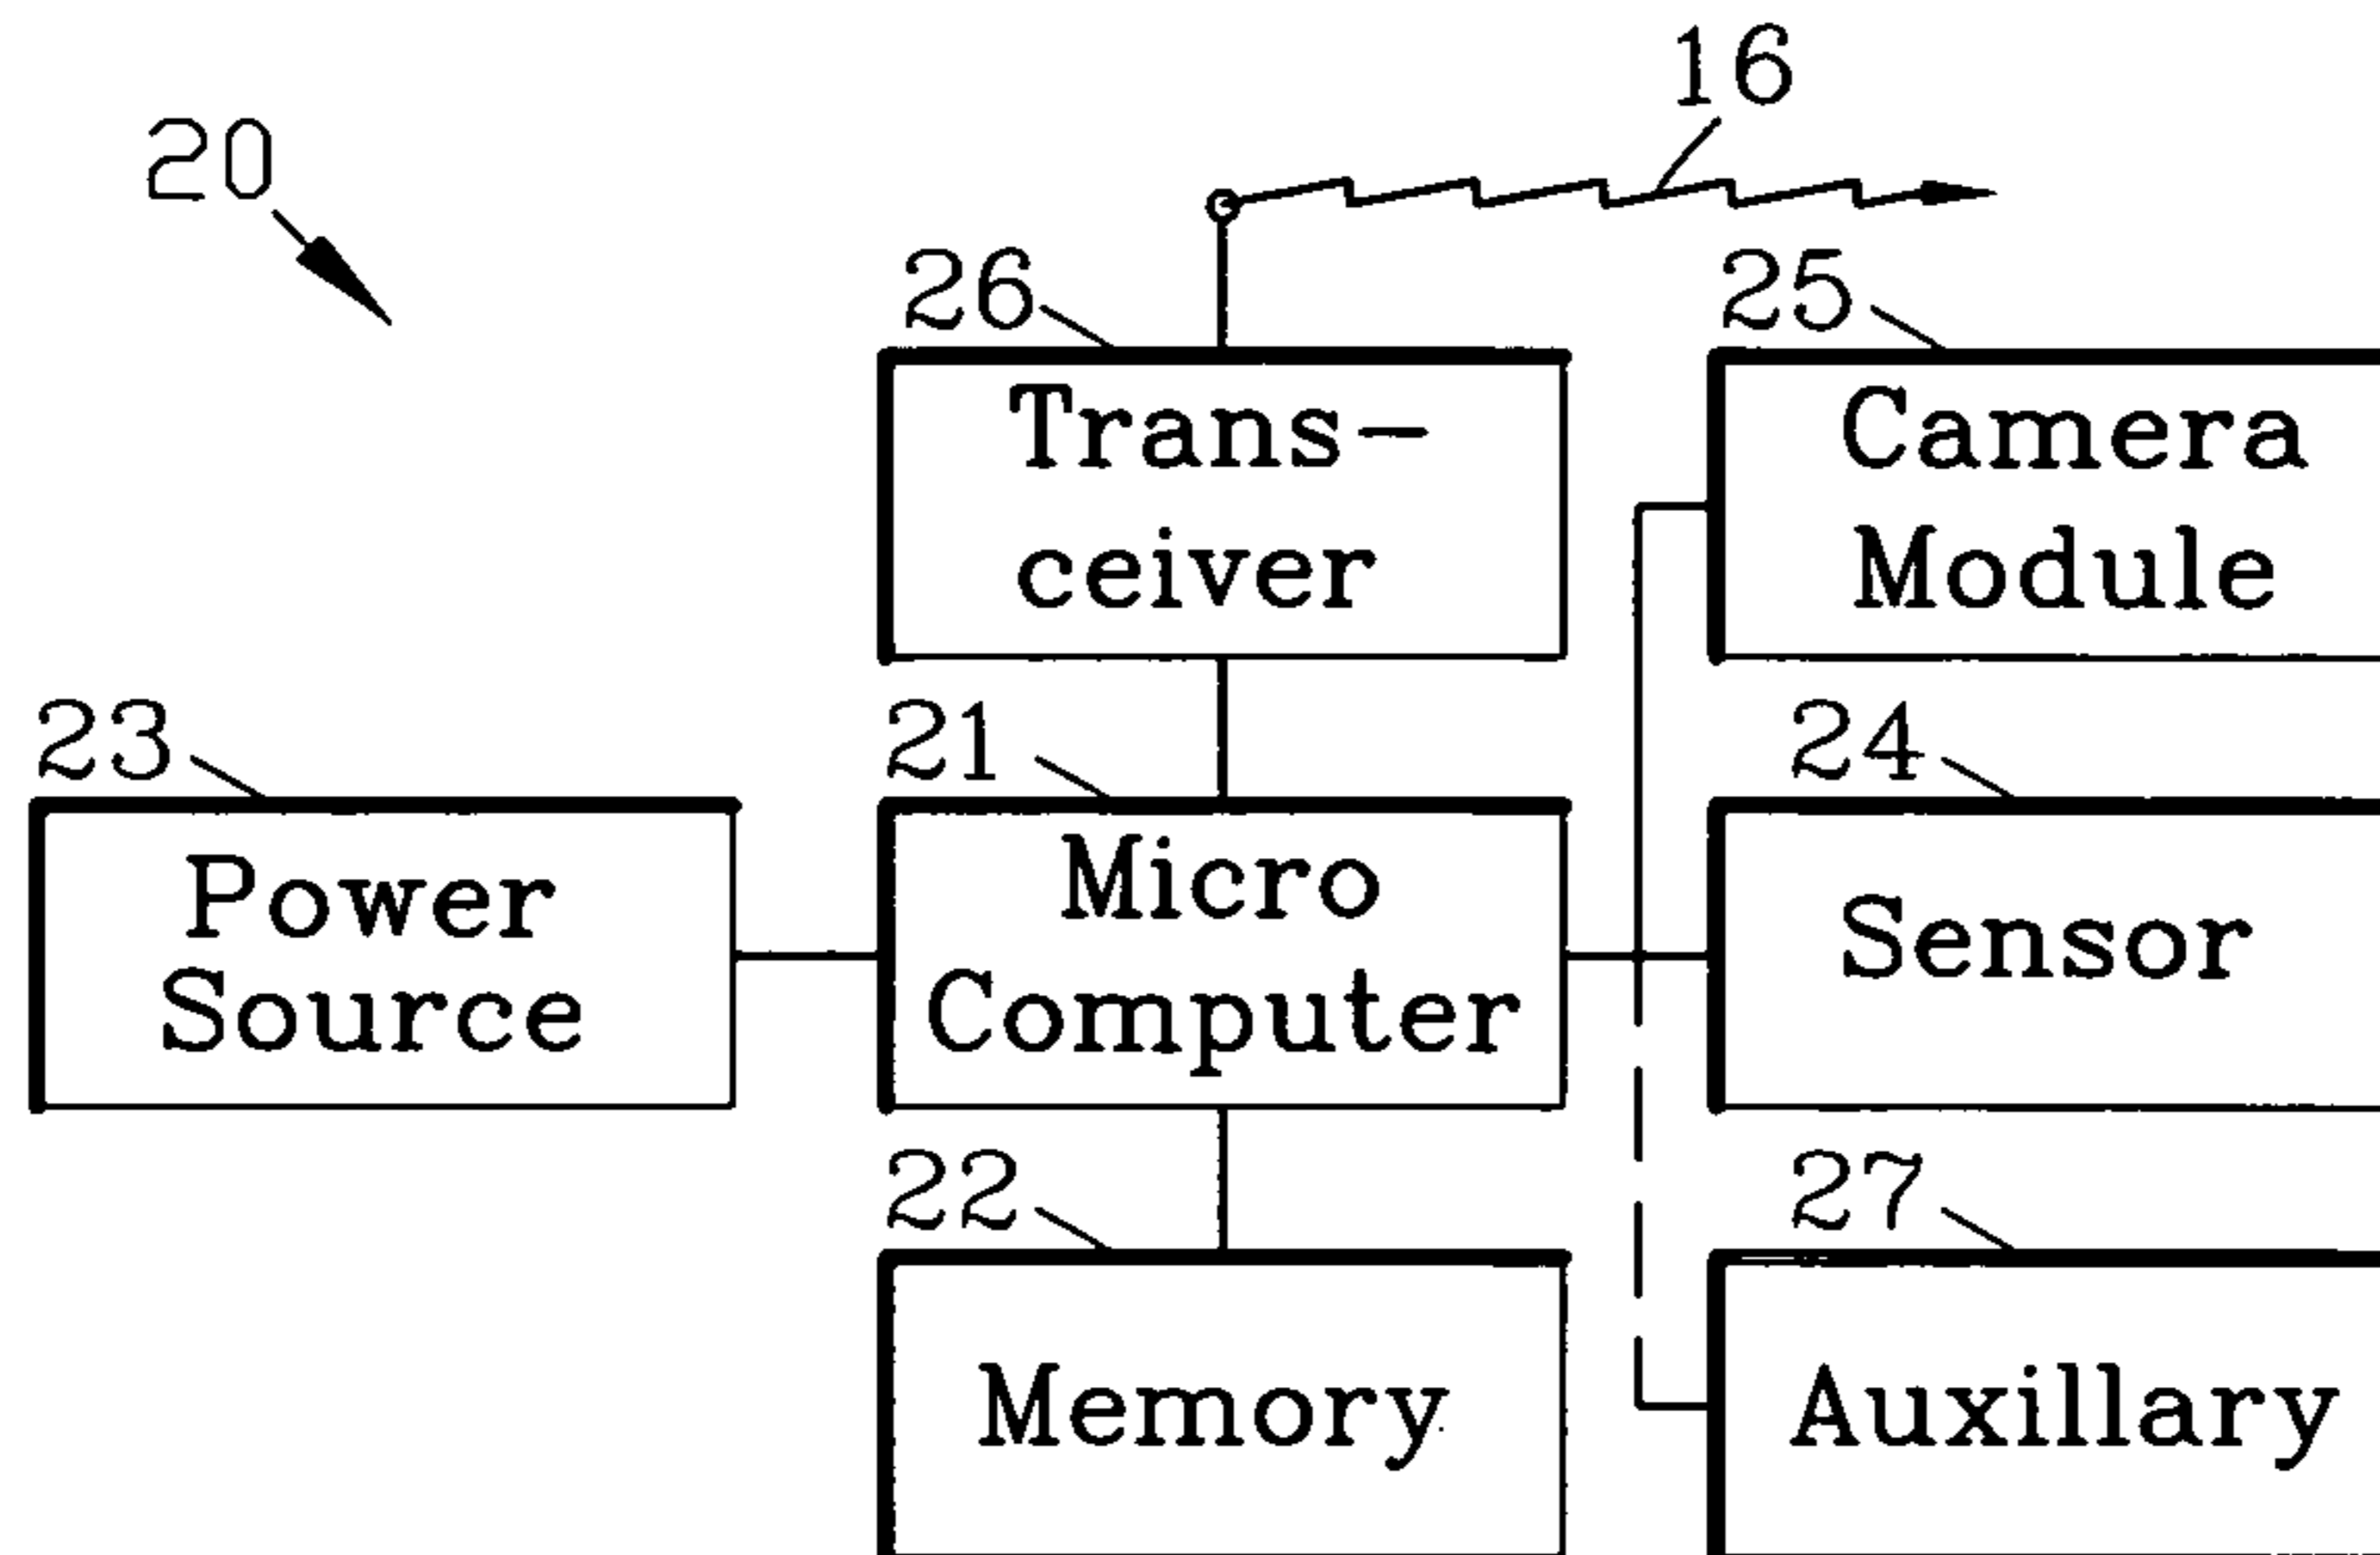 16
20
26
25
Trans-
ceiver
Camera
Module
23
21
24
Power
Source
Micro
Computer
Sensor
22
27
Memory
Auxillary